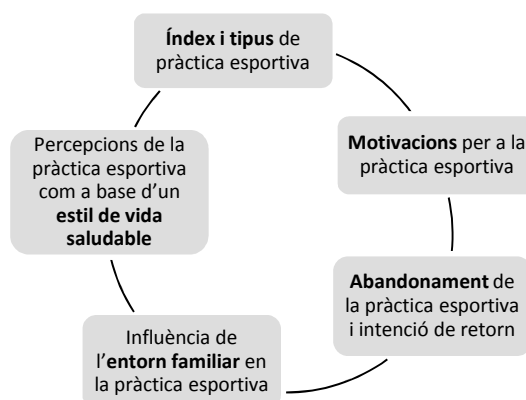 Índex i tipus de
pràctica esportiva
Motivacions per a la
pràctica esportiva
Abandonament de
la pràctica esportiva
i intenció de retorn
Influència de
l’entorn familiar en
la pràctica esportiva
Percepcions de la
pràctica esportiva
com a base d’un
estil de vida
saludable